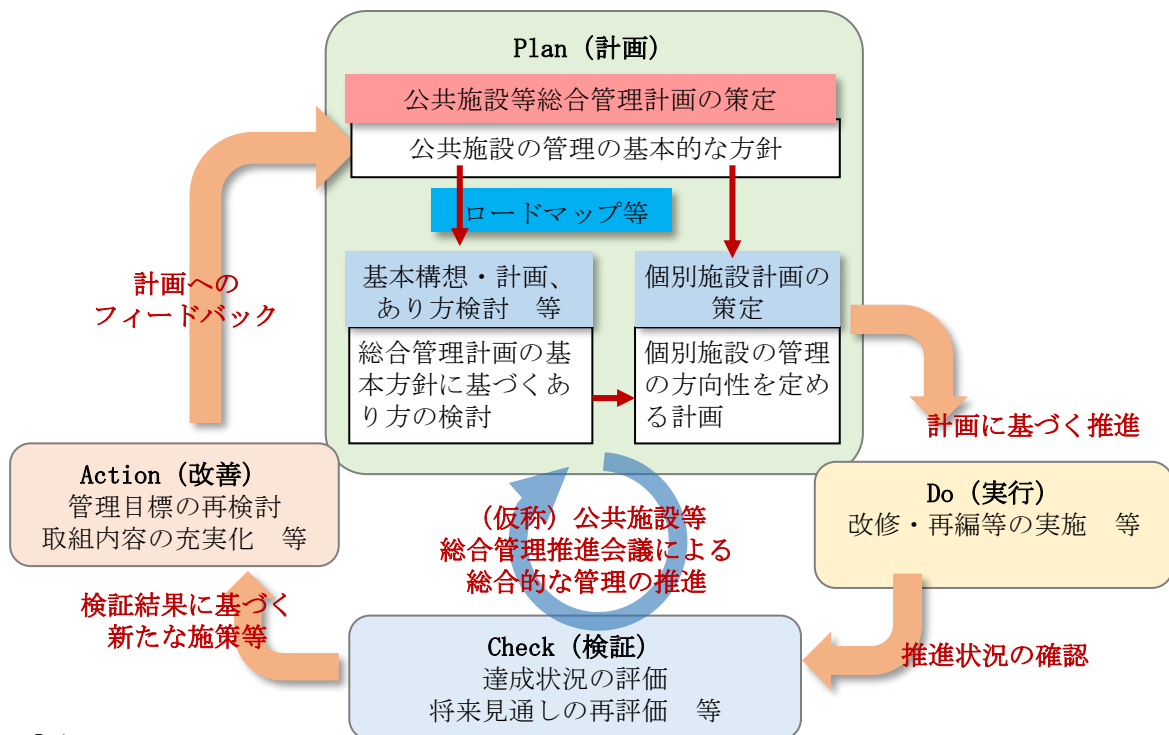 Plan（計画）
公共施設等総合管理計画の策定
公共施設の管理の基本的な方針
ロードマップ等
基本構想・計画、
あり方検討　等
総合管理計画の基
本方針に基づくあ
り方の検討
個別施設計画の
策定
個別施設の管理
の方向性を定め
る計画
計画への
フィードバック
計画に基づく推進
Action（改善）
管理目標の再検討
取組内容の充実化　等
Do（実行）
改修・再編等の実施　等
（仮称）公共施設等
総合管理推進会議による
総合的な管理の推進
検証結果に基づく
新たな施策等
推進状況の確認
Check（検証）
達成状況の評価
将来見通しの再評価　等